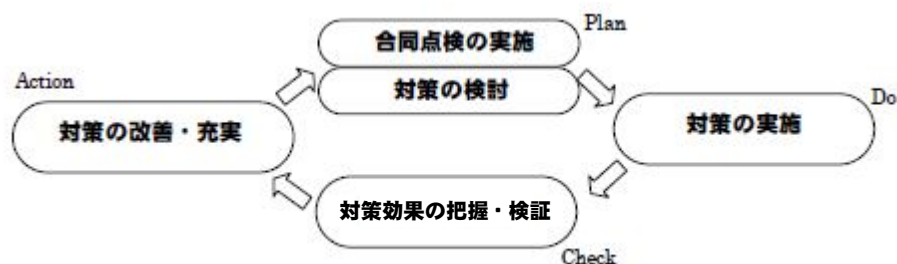 Plan
合同点検の実施
対策の検討
Do
対策の実施
Check
対策効果の把握・検証
Action
対策の改善・充実